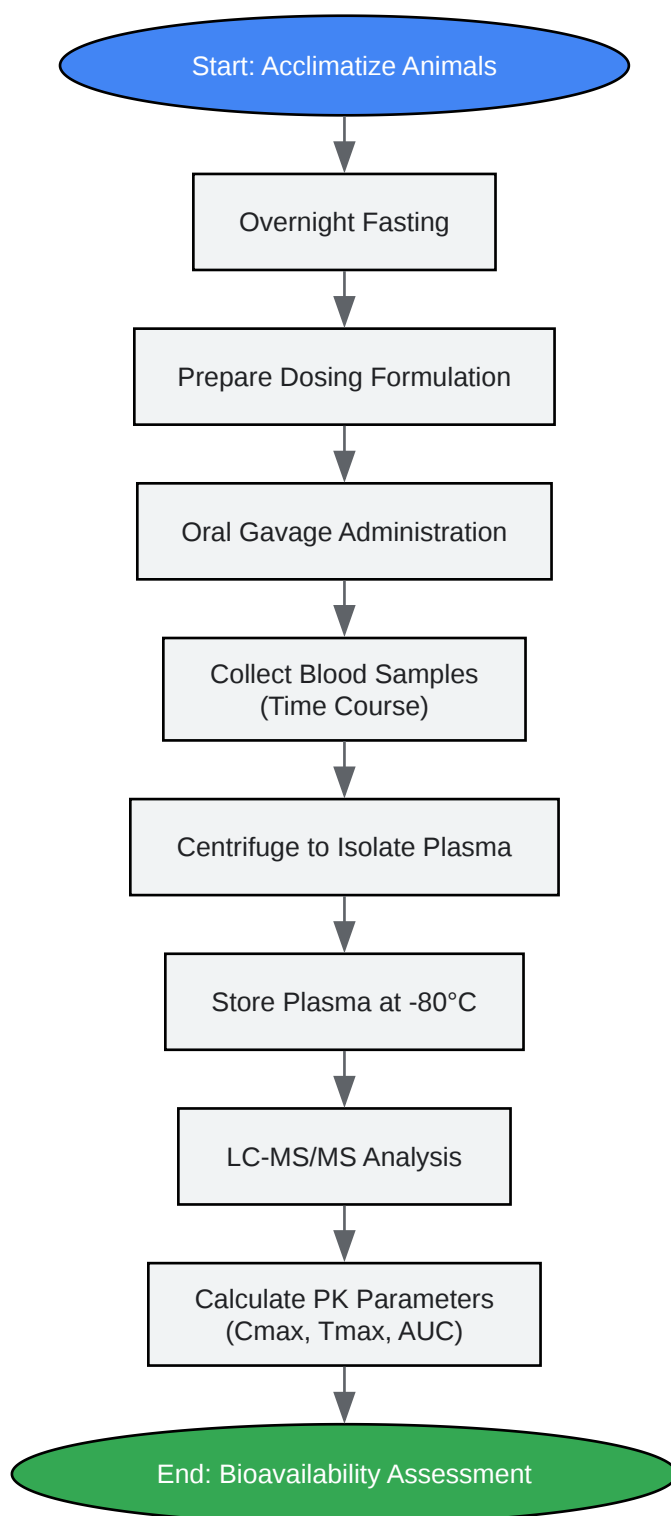 Start: Acclimatize Animals
Overnight Fasting
Prepare Dosing Formulation
Oral Gavage Administration
Collect Blood Samples
(Time Course)
Centrifuge to Isolate Plasma
Store Plasma at -80°C
LC-MS/MS Analysis
Calculate PK Parameters
(Cmax, Tmax, AUC)
End: Bioavailability Assessment